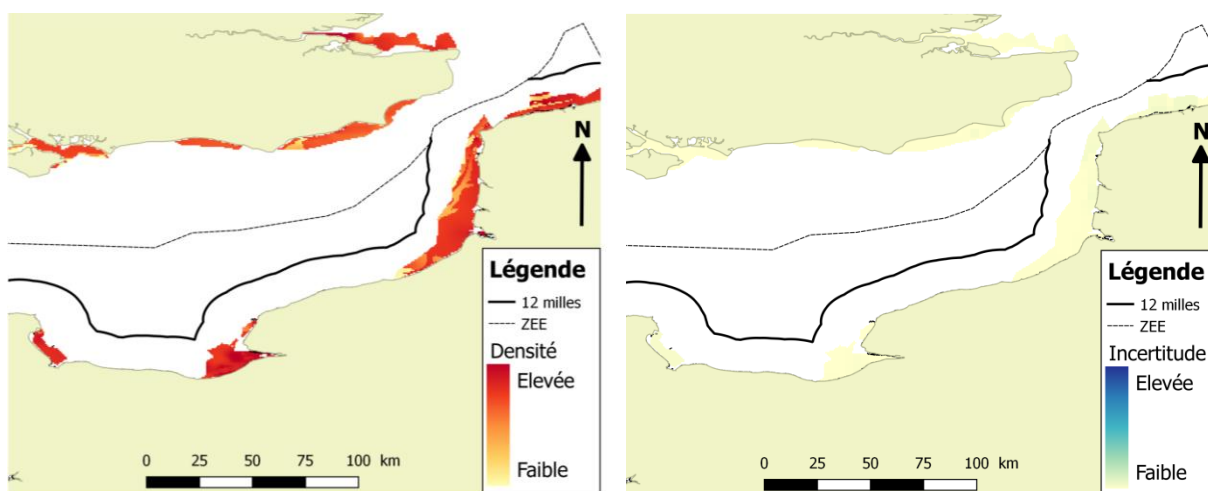 N
Légende
12 milles
ZEE
Densité
Elevée
Faible
0 25 50 75 100 km
N
Légende
12 milles
ZEE
Incertitude
Elevée
Faible
0 25 50 75 100 km